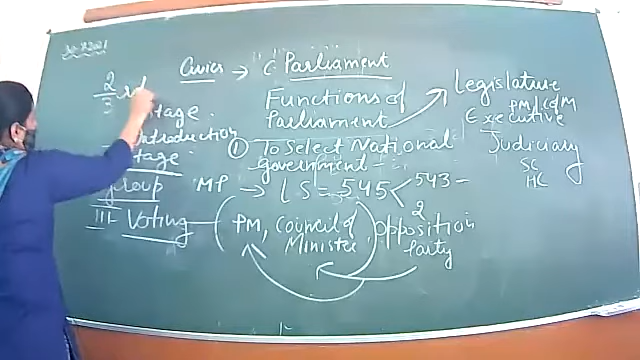 Civics → "C Parliament
2/3 rd
Stage.
Introduction
Stage.
group
III Voting
Functions of
Parliament
① To Select National
government
MP → LS = 545 < 543
2
(PM, Council of
Minister)
Opposition
Party
Legislature
PM/COM
Executive
Judiciary
SC
HC